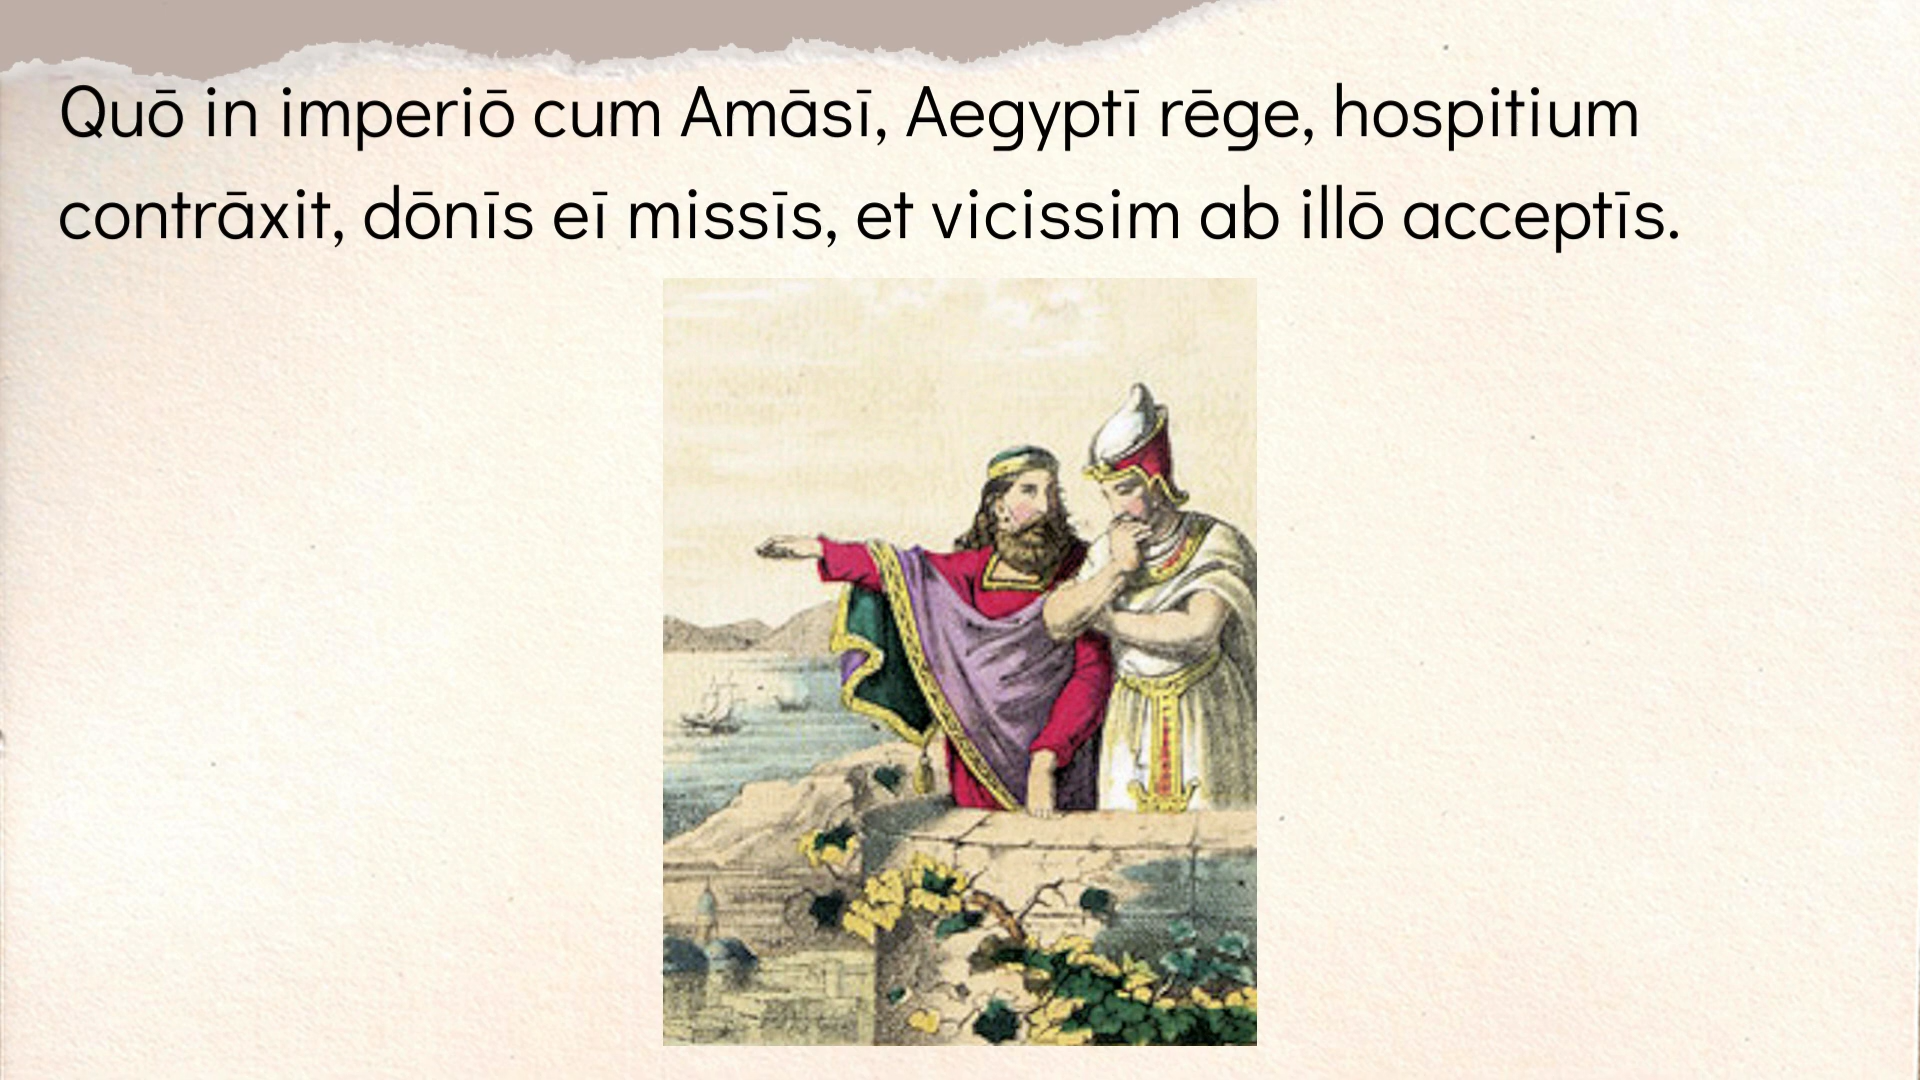 Quō in imperiō cum Amāsī, Aegyptī rēge, hospitium
contrāxit, dōnīs eī missīs, et vicissim ab illō acceptīs.